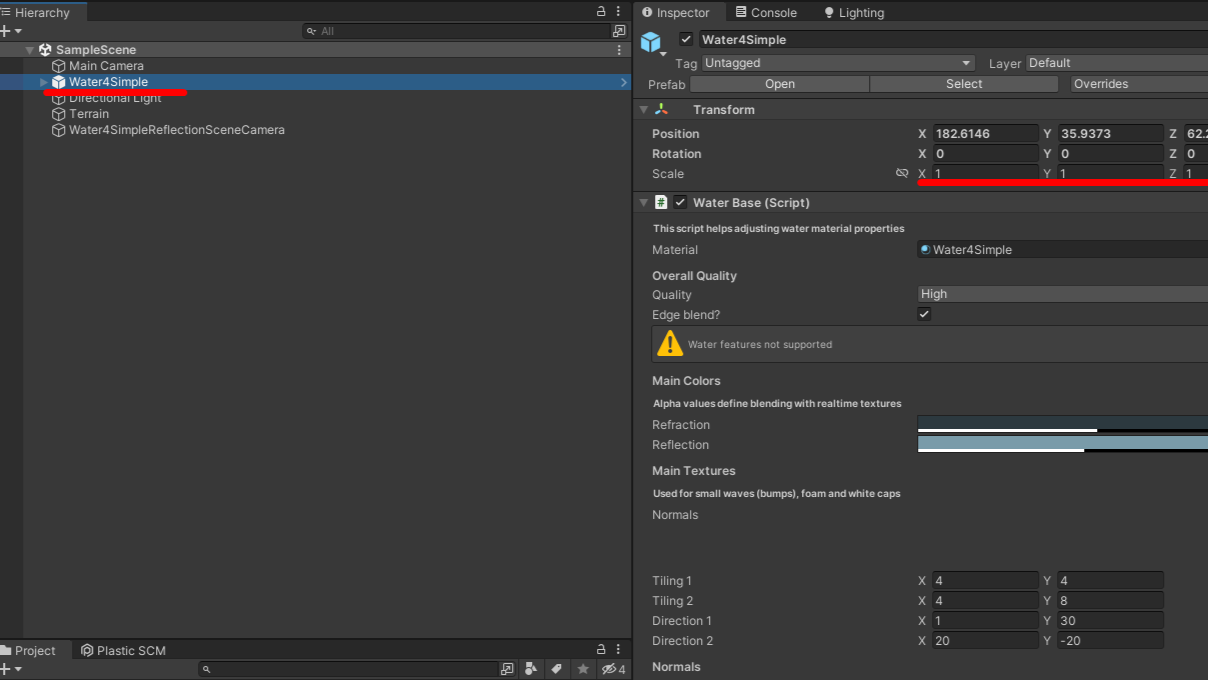 Hierarchy
All
SampleScene
Main Camera
Water4Simple
Directional Light
Terrain
Water4SimpleReflectionSceneCamera
Project
Plastic SCM
4
Inspector
Console
Lighting
Water4Simple
Tag Untagged Layer Default
Prefab Open Select Overrides
Transform
Position X 182.6146 Y 35.9373 Z 62.2
Rotation X 0 Y 0 Z 0
Scale X 1 Y 1 Z 1
# Water Base (Script)
This script helps adjusting water material properties
Material Water4Simple
Overall Quality
Quality High
Edge blend?
Water features not supported
Main Colors
Alpha values define blending with realtime textures
Refraction
Reflection
Main Textures
Used for small waves (bumps), foam and white caps
Normals
Tiling 1 X 4 Y 4
Tiling 2 X 4 Y 8
Direction 1 X 1 Y 30
Direction 2 X 20 Y -20
Normals